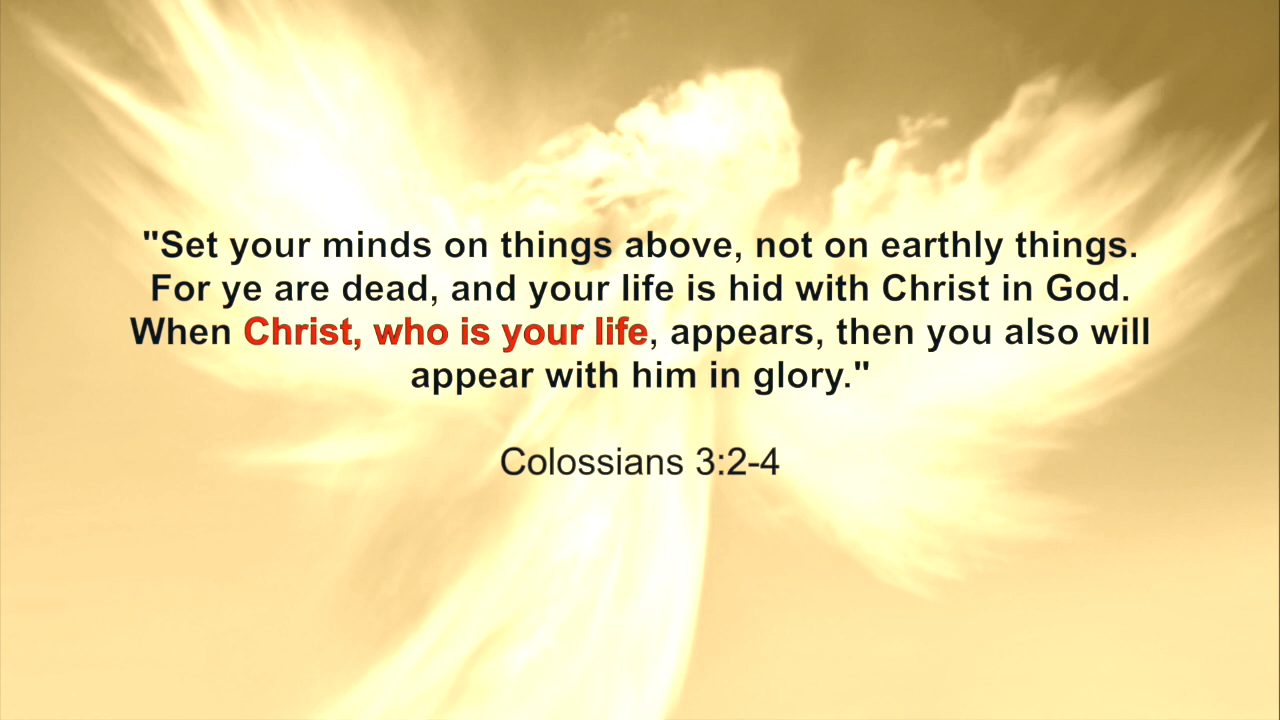 "Set your minds on things above, not on earthly things.
For ye are dead, and your life is hid with Christ in God.
When Christ, who is your life, appears, then you also will
appear with him in glory."
Colossians 3:2-4